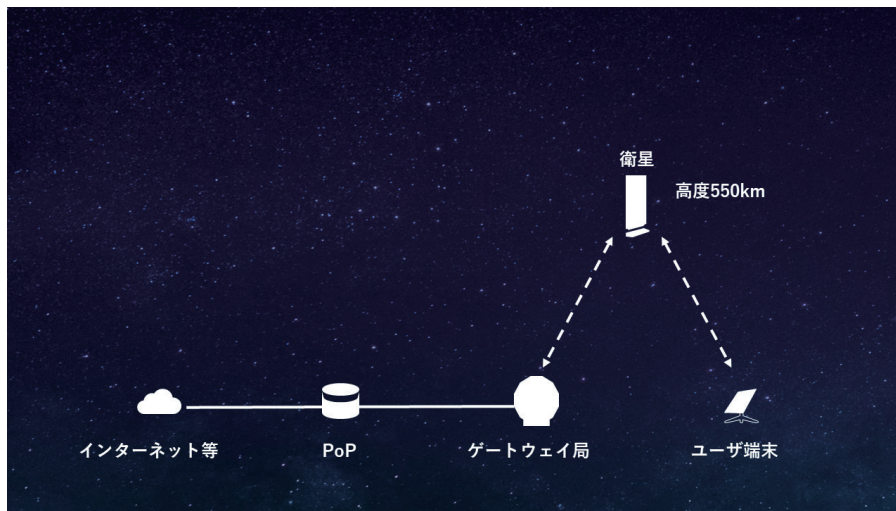 衛星
高度550km
インターネット等
PoP
ゲートウェイ局
ユーザ端末